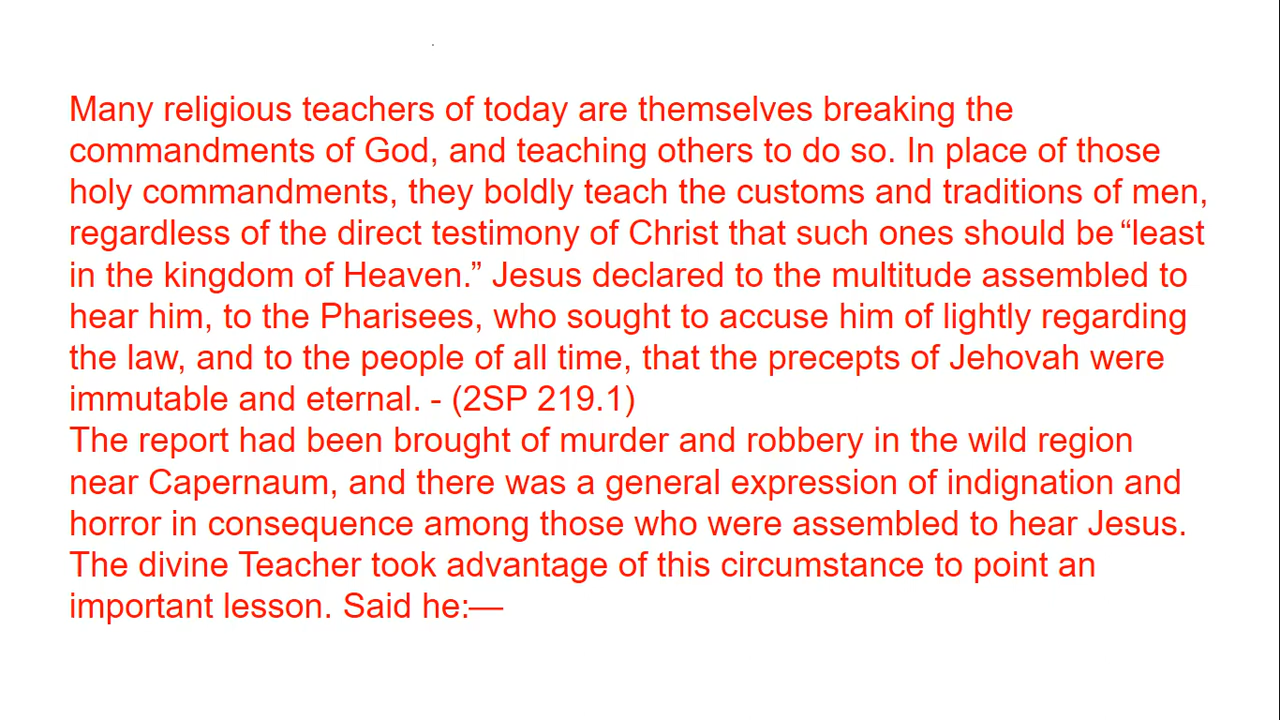 Many religious teachers of today are themselves breaking the
commandments of God, and teaching others to do so. In place of those
holy commandments, they boldly teach the customs and traditions of men,
regardless of the direct testimony of Christ that such ones should be “least
in the kingdom of Heaven.” Jesus declared to the multitude assembled to
hear him, to the Pharisees, who sought to accuse him of lightly regarding
the law, and to the people of all time, that the precepts of Jehovah were
immutable and eternal. - (2SP 219.1)
The report had been brought of murder and robbery in the wild region
near Capernaum, and there was a general expression of indignation and
horror in consequence among those who were assembled to hear Jesus.
The divine Teacher took advantage of this circumstance to point an
important lesson. Said he:—